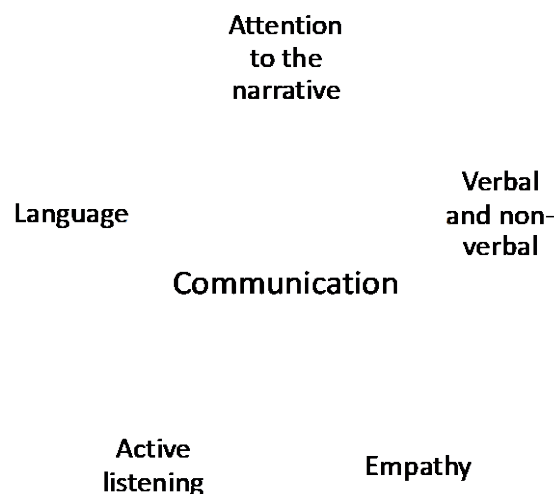 Attention
to the
narrative
Language
Verbal
and non-
verbal
Communication
Active
listening
Empathy